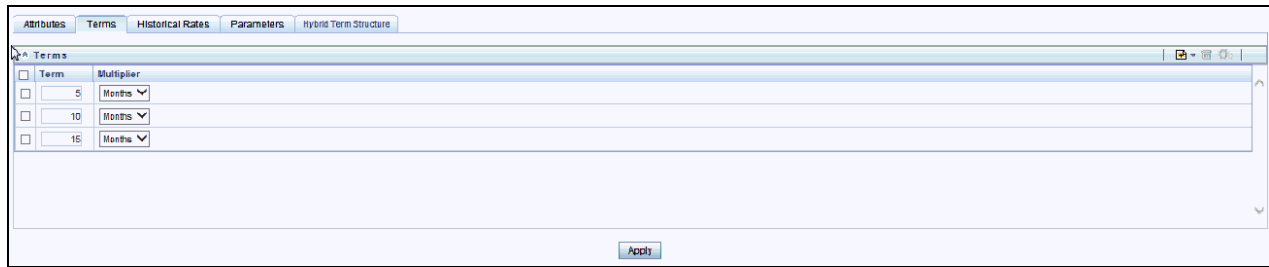 Attributes Terms Historical Rates Parameters Hybrid Term Structure
Terms
Term Multiplier
5 Months
10 Months
15 Months
Apply